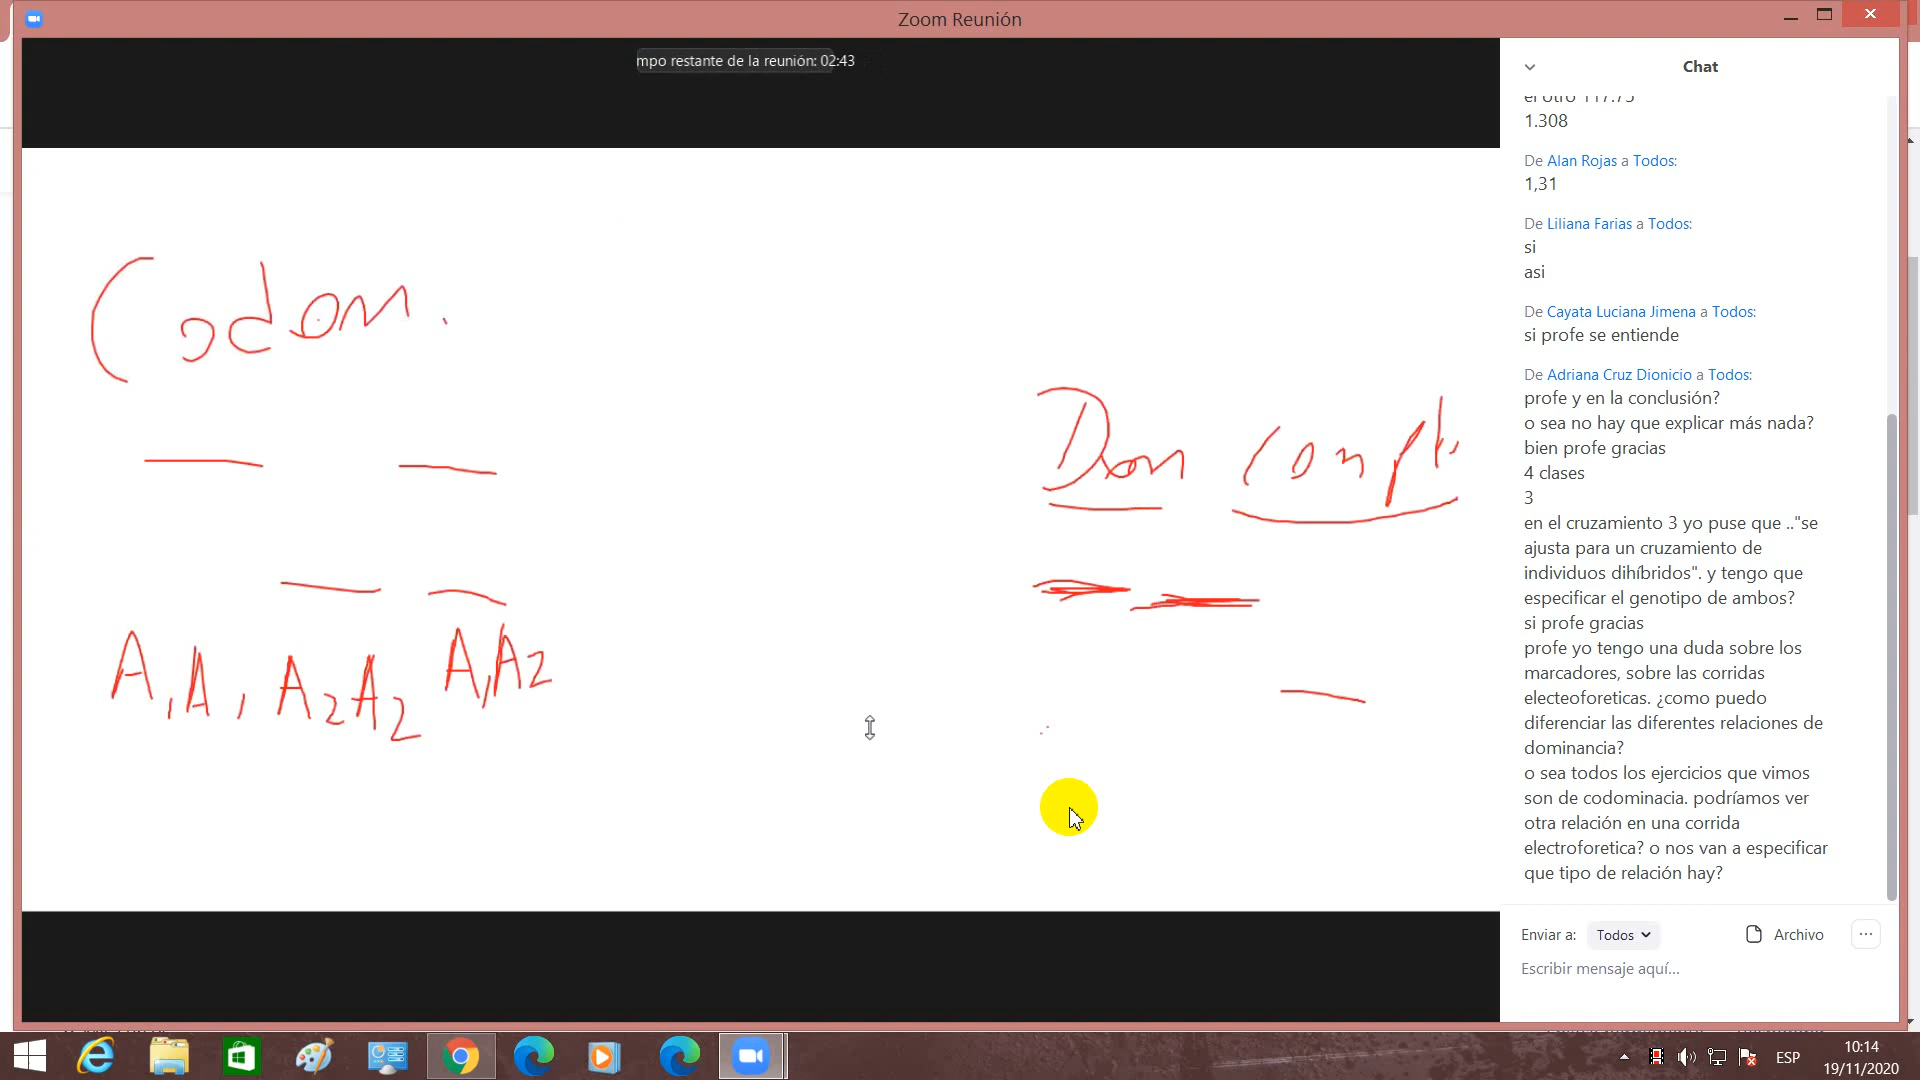 Zoom Reunión
mpo restante de la reunión: 02:43
Codom.
A1A1 A2A2 A1A2
Dom compl.
Chat
el otro 117.75
1.308
De Alan Rojas a Todos:
1,31
De Liliana Farias a Todos:
si
asi
De Cayata Luciana Jimena a Todos:
si profe se entiende
De Adriana Cruz Dionicio a Todos:
profe y en la conclusión?
o sea no hay que explicar más nada?
bien profe gracias
4 clases
3
en el cruzamiento 3 yo puse que .."se
ajusta para un cruzamiento de
individuos dihíbridos". y tengo que
especificar el genotipo de ambos?
si profe gracias
profe yo tengo una duda sobre los
marcadores, sobre las corridas
electeoforeticas. ¿como puedo
diferenciar las diferentes relaciones de
dominancia?
o sea todos los ejercicios que vimos
son de codominacia. podríamos ver
otra relación en una corrida
electroforetica? o nos van a especificar
que tipo de relación hay?
Enviar a: Todos Archivo ...
Escribir mensaje aquí...
ESP
10:14
19/11/2020